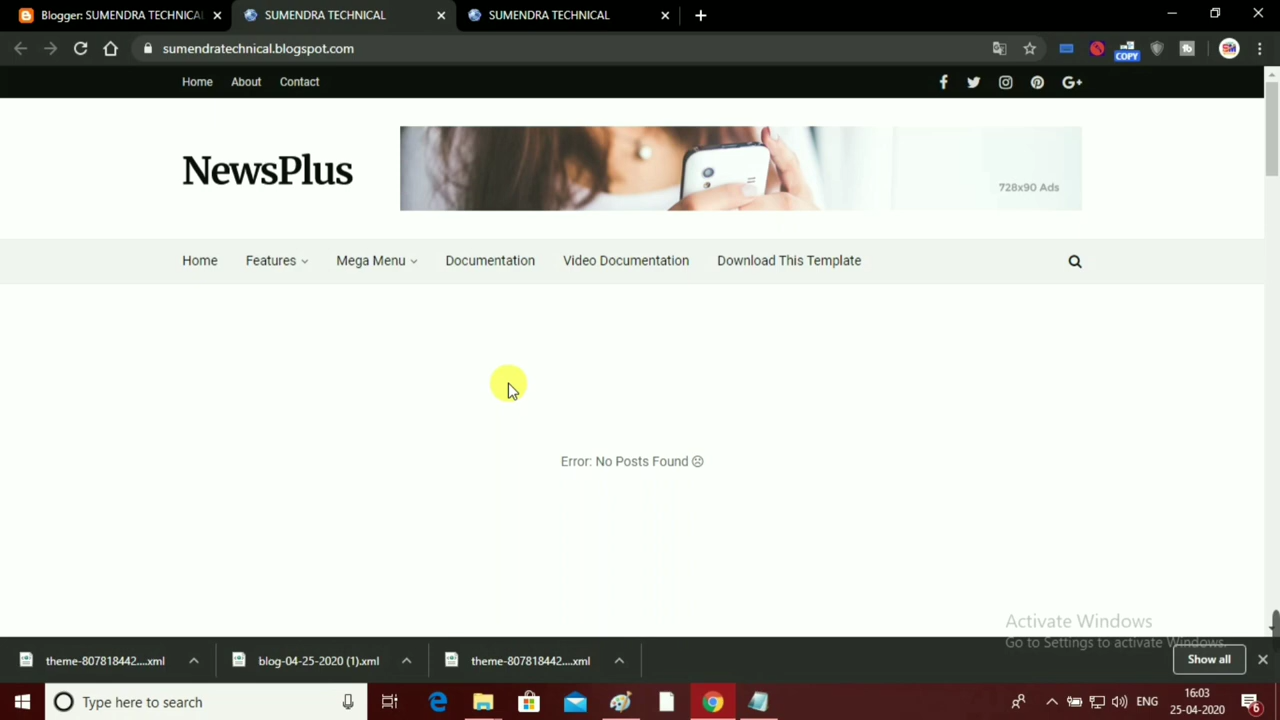 Blogger: SUMENDRA TECHNICAL
SUMENDRA TECHNICAL
SUMENDRA TECHNICAL
sumendratechnical.blogspot.com
COPY
SM
Home About Contact
G+
NewsPlus
728x90 Ads
Home Features Mega Menu Documentation Video Documentation Download This Template
Error: No Posts Found ☹
Activate Windows
Go to Settings to activate Windows.
theme-807818442....xml
blog-04-25-2020 (1).xml
theme-807818442....xml
Show all
Type here to search
ENG
16:03
25-04-2020
6